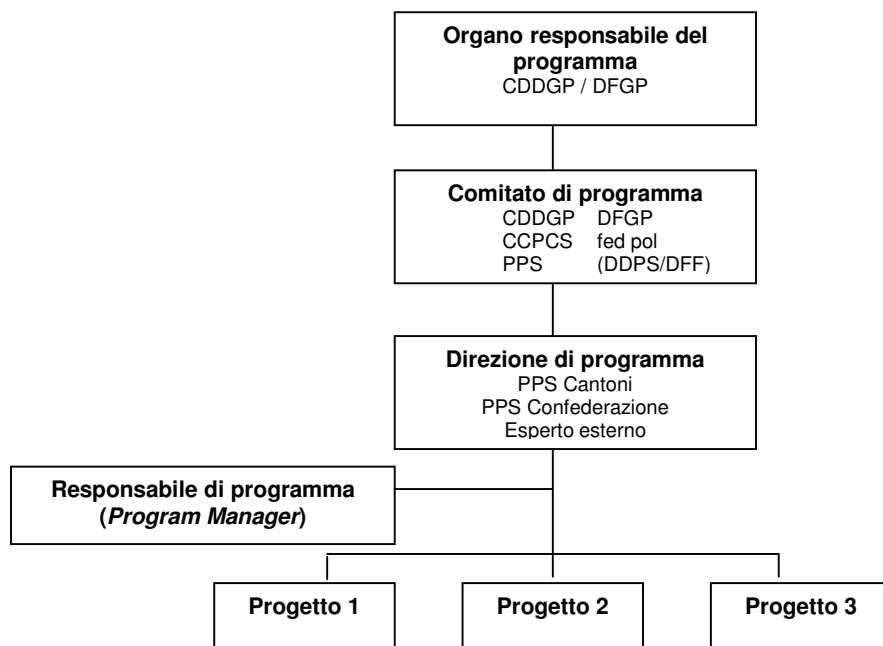 Organo responsabile del
programma
CDDGP / DFGP
Comitato di programma
CDDGP DFGP
CCPCS fed pol
PPS (DDPS/DFF)
Direzione di programma
PPS Cantoni
PPS Confederazione
Esperto esterno
Responsabile di programma
(Program Manager)
Progetto 1
Progetto 2
Progetto 3